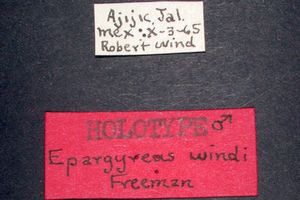 Ajijic, Jal.
Mex. X-3-65
Robert Wind
HOLOTYPE ♂
Epargyreus windi
Freeman